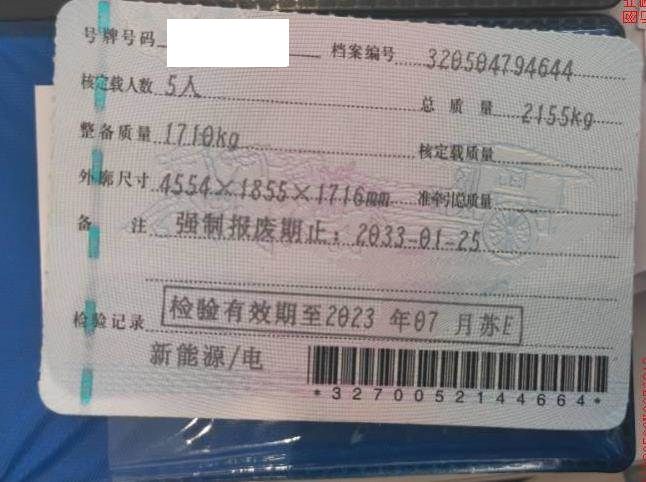 号牌号码 档案编号 320504794644
核定载人数 5人 总质量 2155kg
整备质量 1710kg 核定载质量
外廓尺寸 4554×1855×1716mm 准牵引总质量
备注 强制报废期止：2033-01-25
检验记录 检验有效期至2023 年07 月苏E
新能源/电
*3270052144664*